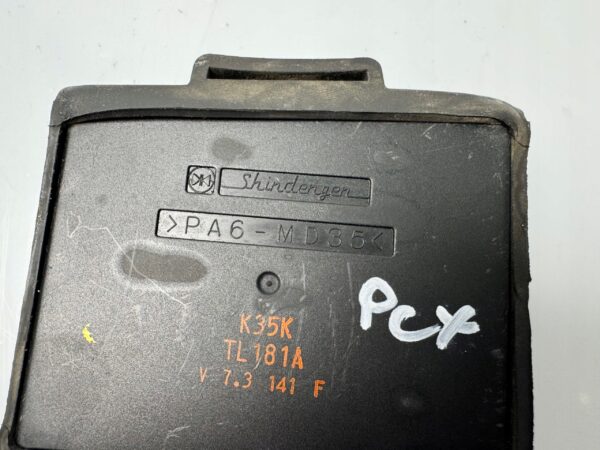 Shindengen
>PA6-MD35<
K35K
TL181A
V 7.3 141 F
PCX